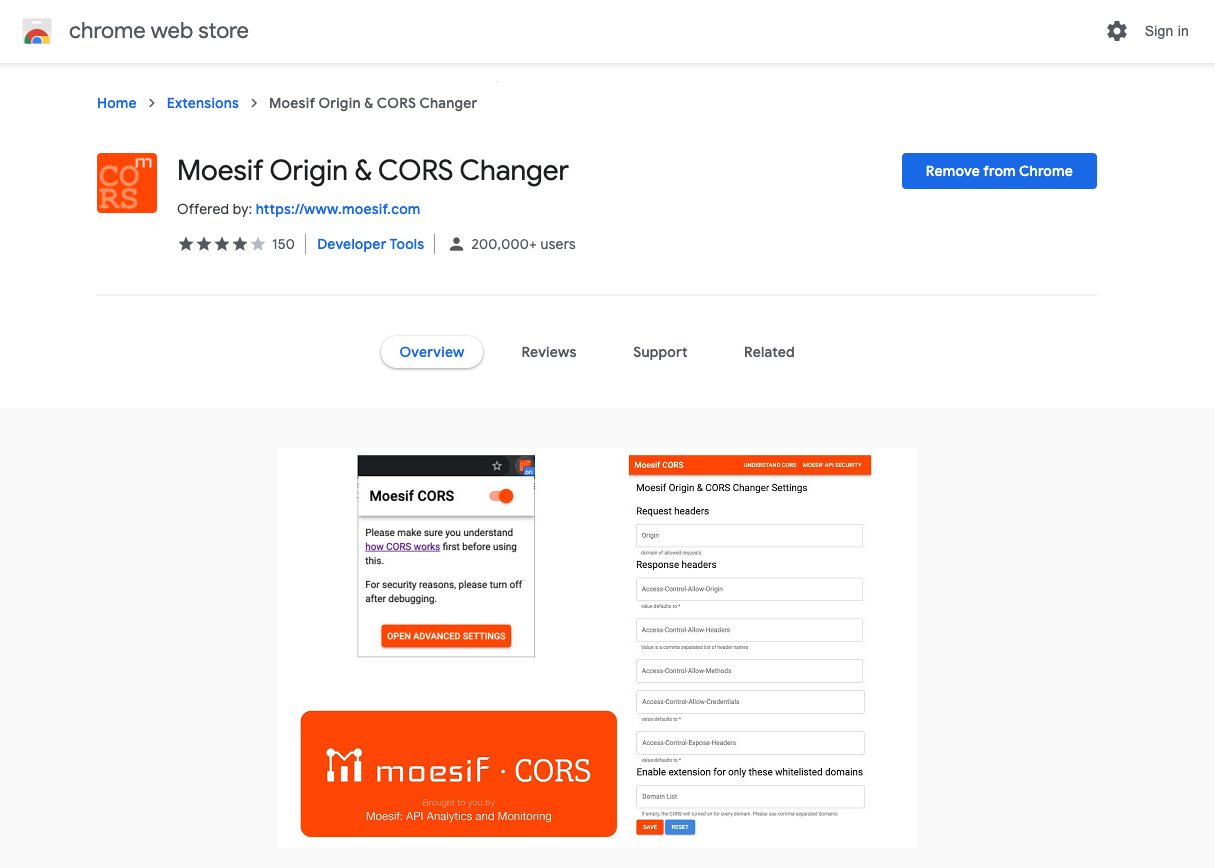 chrome web store
Sign in
Home > Extensions > Moesif Origin & CORS Changer
m
CO
RS
Moesif Origin & CORS Changer
Remove from Chrome
Offered by: https://www.moesif.com
150 Developer Tools 200,000+ users
Overview Reviews Support Related
on
Moesif CORS
Please make sure you understand
how CORS works first before using
this.
For security reasons, please turn off
after debugging.
OPEN ADVANCED SETTINGS
moesif · CORS
Brought to you by
Moesif: API Analytics and Monitoring
Moesif CORS UNDERSTAND CORS MOESIF API SECURITY
Moesif Origin & CORS Changer Settings
Request headers
Origin
domain of allowed requests
Response headers
Access-Control-Allow-Origin
value defaults to *
Access-Control-Allow-Headers
Value is a comma separated list of header names
Access-Control-Allow-Methods
Access-Control-Allow-Credentials
value defaults to *
Access-Control-Expose-Headers
value defaults to *
Enable extension for only these whitelisted domains
Domain List
If empty, the CORS will turned on for every domain. Please use comma separated domains
SAVE RESET